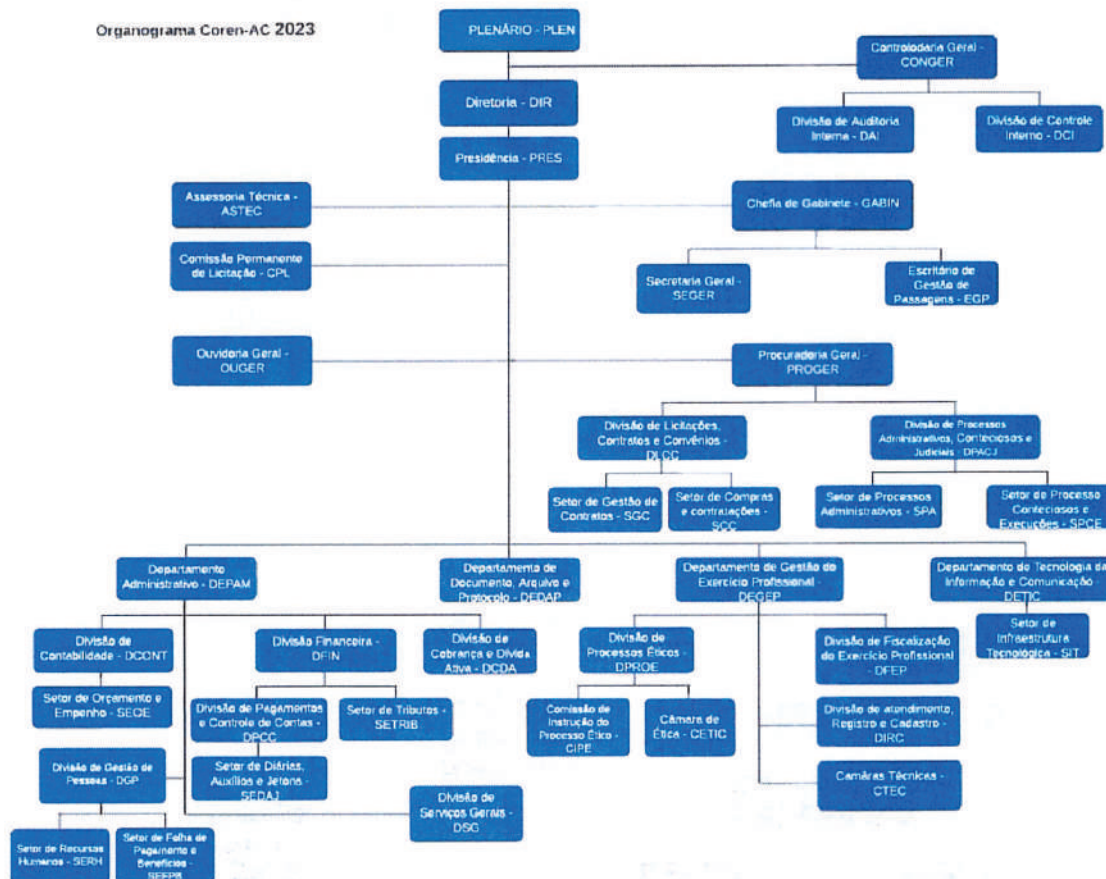 Organograma Coren-AC 2023
PLENÁRIO - PLEN
Controlodaria Geral -
CONGER
Diretoria - DIR
Divisão de Auditoria
Interna - DAI
Divisão de Controle
Interno - DCI
Presidência - PRES
Assessoria Técnica -
ASTEC
Chefia de Gabinete - GABIN
Comissão Permanente
de Licitação - CPL
Secretaria Geral -
SEGER
Escritório de
Gestão de
Passagens - EGP
Ouvidoria Geral -
OUGER
Procuradoria Geral -
PROGER
Divisão de Licitações,
Contratos e Convênios -
DLCC
Divisão de Processos
Administrativos, Conteciosos e
Judiciais - DPACJ
Setor de Gestão de
Contratos - SGC
Setor de Compras
e contratações -
SCC
Setor de Processos
Administrativos - SPA
Setor de Processo
Conteciosos e
Execuções - SPCE
Departamento
Administrativo - DEPAM
Departamento de
Documento, Arquivo e
Protocolo - DEDAP
Departamento de Gestão do
Exercício Profissional -
DEGEP
Departamento de Tecnologia da
Informação e Comunicação -
DETIC
Divisão de
Contabilidade - DCONT
Divisão Financeira -
DFIN
Divisão de
Cobrança e Dívida
Ativa - DCDA
Divisão de
Processos Éticos -
DPROE
Divisão de Fiscalização
do Exercício Profissional -
DFEP
Setor de
Infraestrutura
Tecnológica - SIT
Setor de Orçamento e
Empenho - SEOE
Divisão de Pagamentos
e Controle de Contas -
DPCC
Setor de Tributos -
SETRIB
Comissão de
Instrução do
Processo Ético -
CIPE
Câmara de
Ética - CETIC
Divisão de atendimento,
Registro e Cadastro -
DIRC
Divisão de Gestão de
Pessoas - DGP
Setor de Diárias,
Auxílios e Jetons -
SEDAJ
Camâras Técnicas -
CTEC
Divisão de
Serviços Gerais -
DSG
Setor de Recursos
Humanos - SERH
Setor de Folha de
Pagamento e
Benefícios -
SEFPB